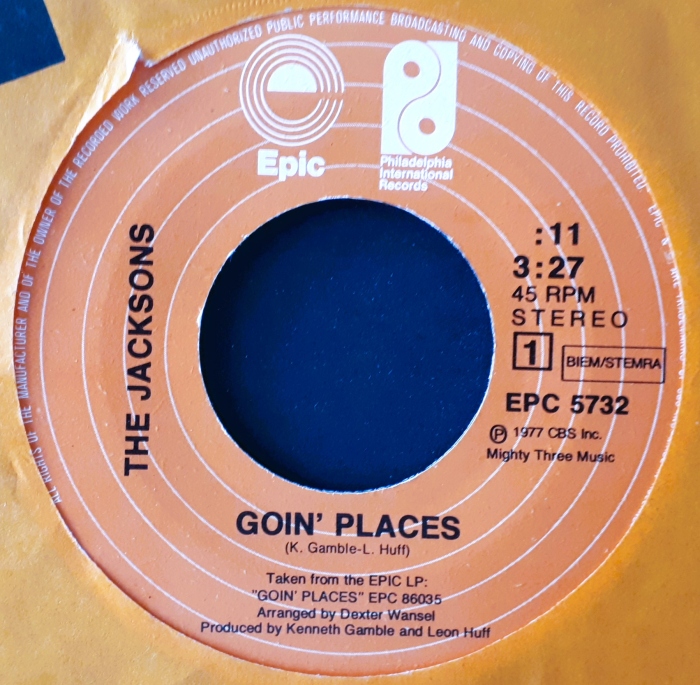 ALL RIGHTS OF THE MANUFACTURER AND OF THE OWNER OF THE RECORDED WORK RESERVED UNAUTHORIZED PUBLIC PERFORMANCE BROADCASTING AND COPYING OF THIS RECORD PROHIBITED
EPIC &
Epic
Philadelphia
International
Records
THE JACKSONS
:11
3:27
45 RPM
STEREO
1
BIEM/STEMRA
EPC 5732
Ⓟ 1977 CBS Inc.
Mighty Three Music
GOIN' PLACES
(K. Gamble-L. Huff)
Taken from the EPIC LP:
"GOIN' PLACES" EPC 86035
Arranged by Dexter Wansel
Produced by Kenneth Gamble and Leon Huff